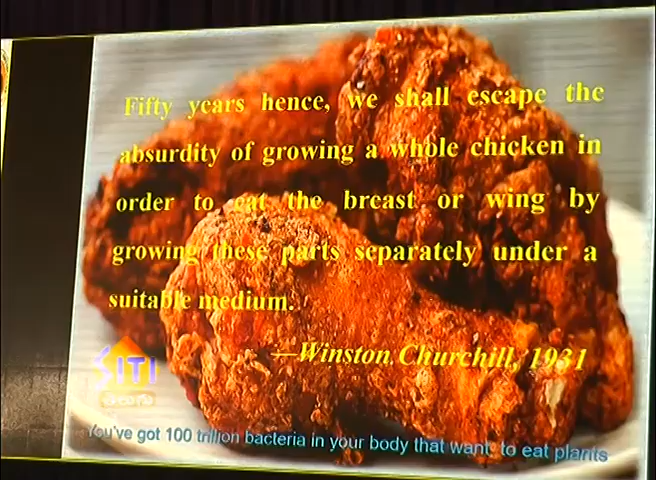 Fifty years hence, we shall escape the
absurdity of growing a whole chicken in
order to eat the breast or wing by
growing these parts separately under a
suitable medium.
—Winston Churchill, 1931
SITI
You've got 100 trillion bacteria in your body that want to eat plants